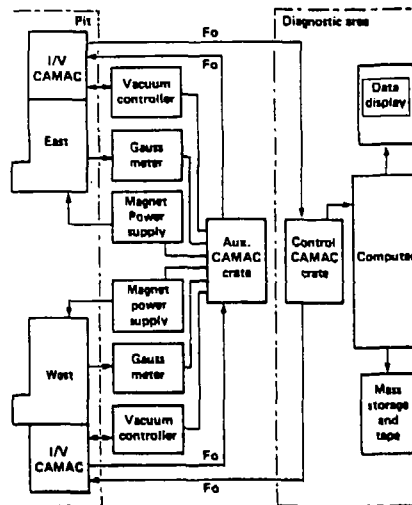 Pit
Diagnostic area
Fo
Fo
I/V
CAMAC
Vacuum
controller
Data
display
East
Gauss
meter
Magnet
Power
supply
Aux.
CAMAC
crate
Control
CAMAC
crate
Computer
Magnet
power
supply
West
Gauss
meter
Mass
storage
and
tape
Vacuum
controller
I/V
CAMAC
Fo
Fo